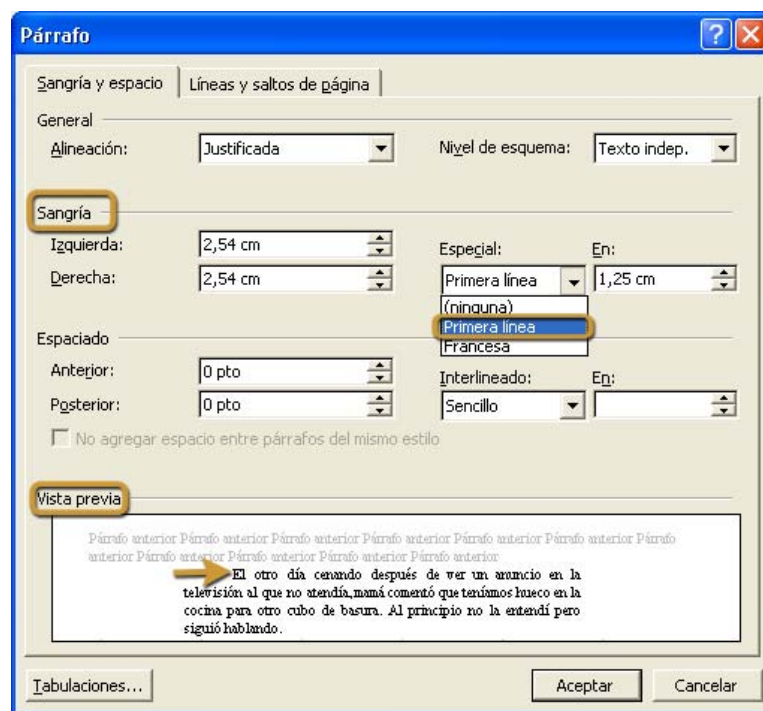 Párrafo
Sangría y espacio Líneas y saltos de página
General
Alineación: Justificada Nivel de esquema: Texto indep.
Sangría
Izquierda: 2,54 cm Especial: En:
Derecha: 2,54 cm Primera línea 1,25 cm
(ninguna)
Primera línea
Francesa
Espaciado
Anterior: 0 pto Interlineado: En:
Posterior: 0 pto Sencillo
No agregar espacio entre párrafos del mismo estilo
Vista previa
Párrafo anterior Párrafo anterior Párrafo anterior Párrafo anterior Párrafo anterior Párrafo anterior Párrafo
anterior Párrafo anterior Párrafo anterior Párrafo anterior Párrafo anterior
El otro día cenando después de ver un anuncio en la
televisión al que no atendía,mamá comentó que teníamos hueco en la
cocina para otro cubo de basura. Al principio no la entendí pero
siguió hablando.
Tabulaciones... Aceptar Cancelar